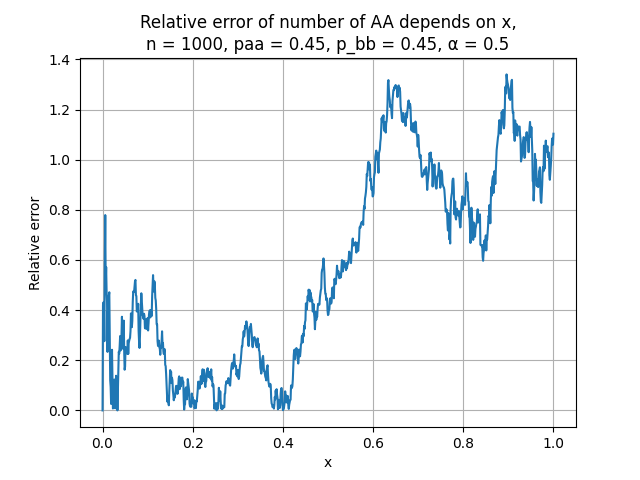 Relative error of number of AA depends on x,
n = 1000, paa = 0.45, p_bb = 0.45, α = 0.5
1.4
1.2
1.0
0.8
0.6
0.4
0.2
0.0
Relative error
0.0 0.2 0.4 0.6 0.8 1.0
x